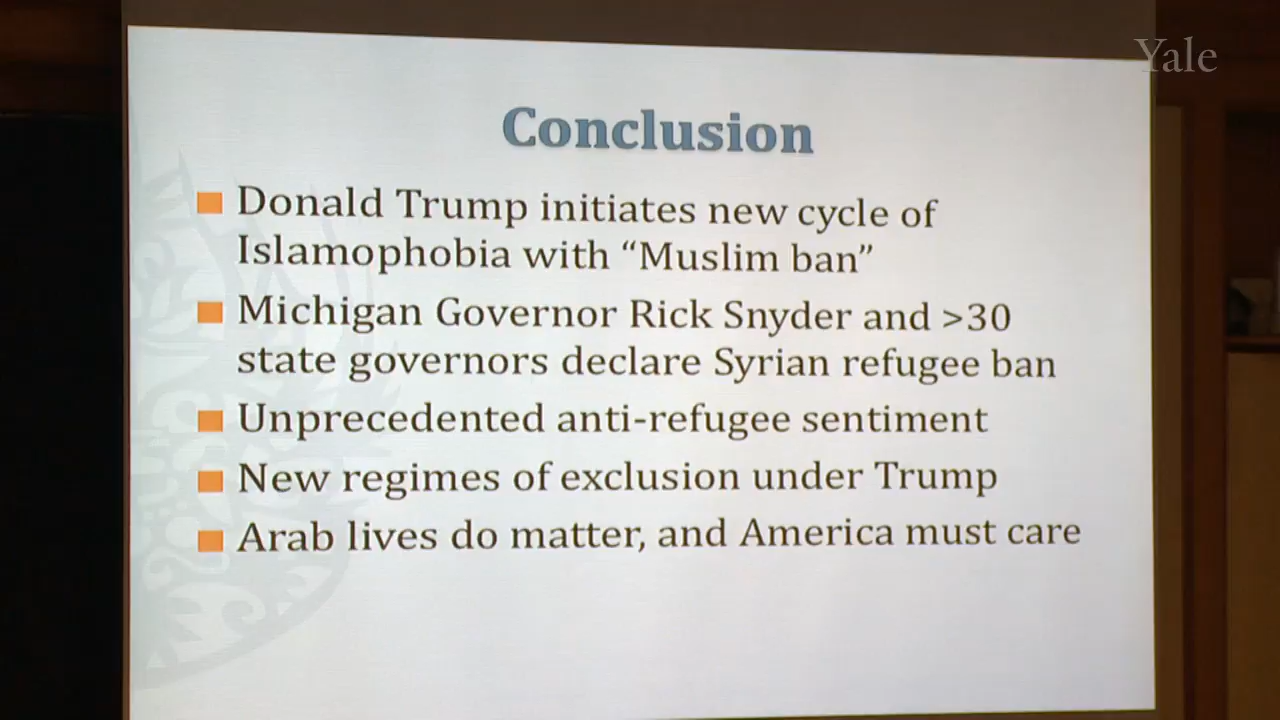 Yale
Conclusion
Donald Trump initiates new cycle of
Islamophobia with “Muslim ban”
Michigan Governor Rick Snyder and >30
state governors declare Syrian refugee ban
Unprecedented anti-refugee sentiment
New regimes of exclusion under Trump
Arab lives do matter, and America must care